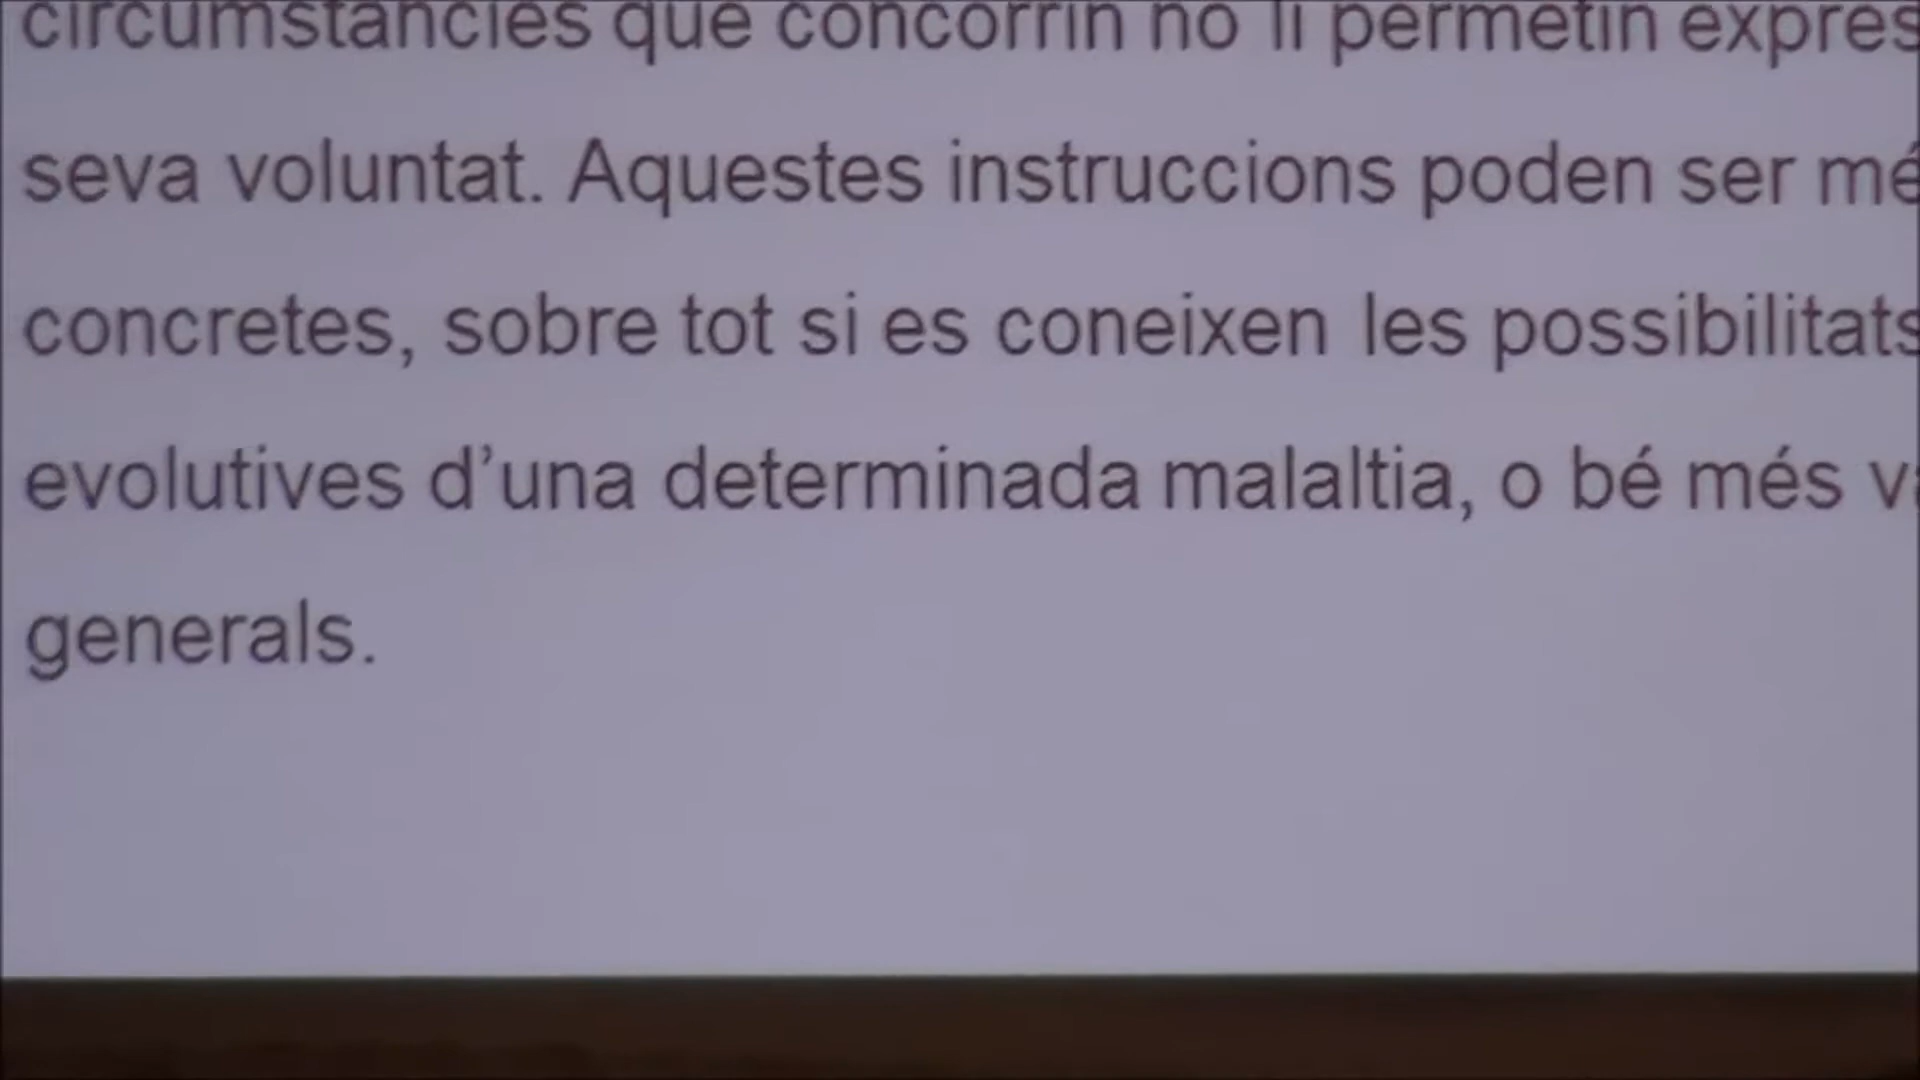 circumstàncies que concorrin no li permetin expres
seva voluntat. Aquestes instruccions poden ser mé
concretes, sobre tot si es coneixen les possibilitats
evolutives d’una determinada malaltia, o bé més v
generals.